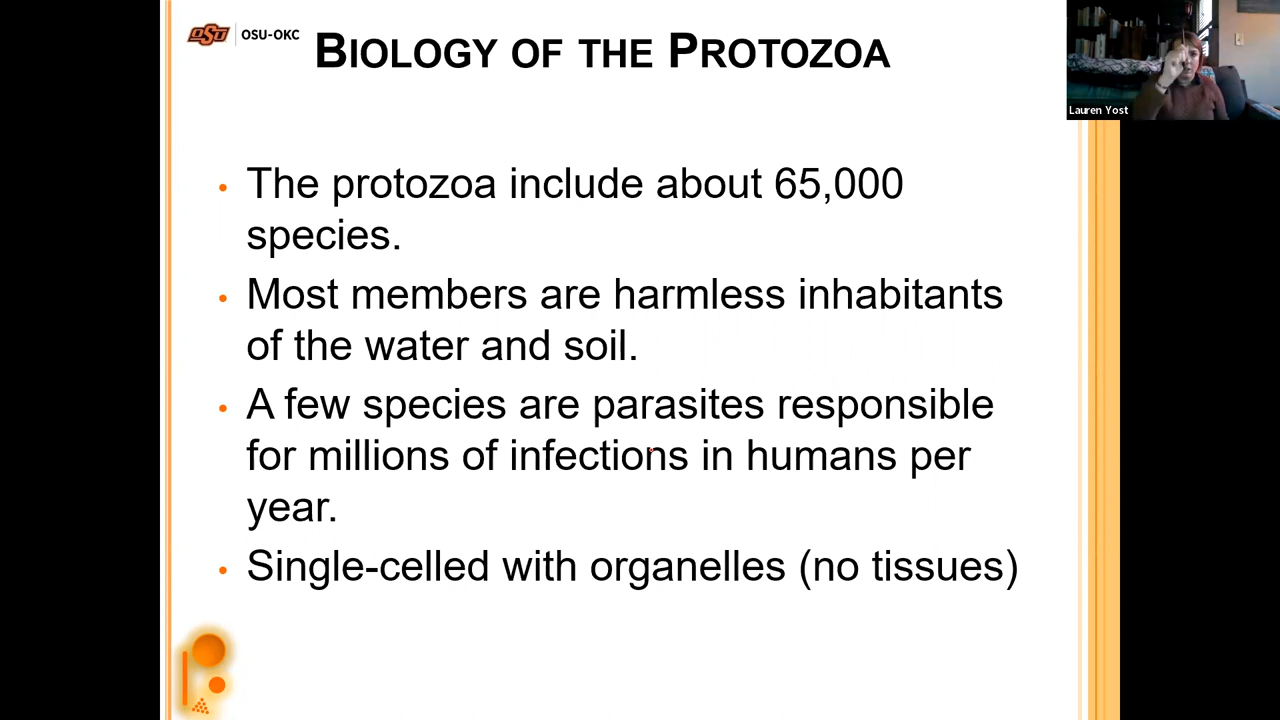 OSU OSU-OKC
BIOLOGY OF THE PROTOZOA
Lauren Yost
• The protozoa include about 65,000
species.
• Most members are harmless inhabitants
of the water and soil.
• A few species are parasites responsible
for millions of infections in humans per
year.
• Single-celled with organelles (no tissues)